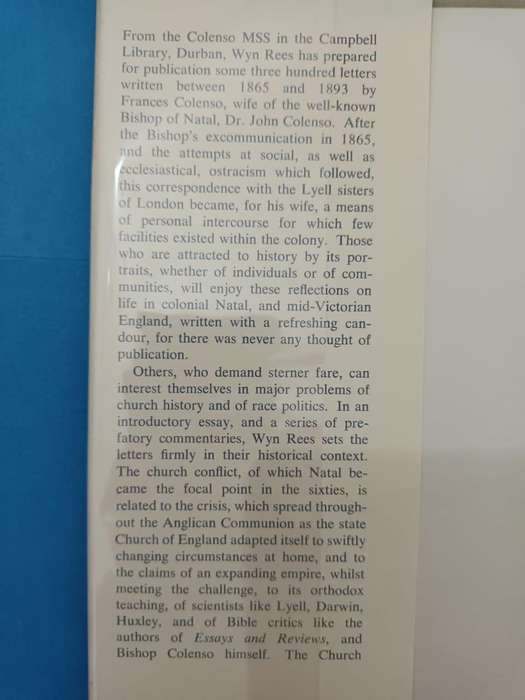 From the Colenso MSS in the Campbell
Library, Durban, Wyn Rees has prepared
for publication some three hundred letters
written between 1865 and 1893 by
Frances Colenso, wife of the well-known
Bishop of Natal, Dr. John Colenso. After
the Bishop's excommunication in 1865,
and the attempts at social, as well as
ecclesiastical, ostracism which followed,
this correspondence with the Lyell sisters
of London became, for his wife, a means
of personal intercourse for which few
facilities existed within the colony. Those
who are attracted to history by its por-
traits, whether of individuals or of com-
munities, will enjoy these reflections on
life in colonial Natal, and mid-Victorian
England, written with a refreshing can-
dour, for there was never any thought of
publication.
Others, who demand sterner fare, can
interest themselves in major problems of
church history and of race politics. In an
introductory essay, and a series of pre-
fatory commentaries, Wyn Rees sets the
letters firmly in their historical context.
The church conflict, of which Natal be-
came the focal point in the sixties, is
related to the crisis, which spread through-
out the Anglican Communion as the state
Church of England adapted itself to swiftly
changing circumstances at home, and to
the claims of an expanding empire, whilst
meeting the challenge, to its orthodox
teaching, of scientists like Lyell, Darwin,
Huxley, and of Bible critics like the
authors of Essays and Reviews, and
Bishop Colenso himself. The Church